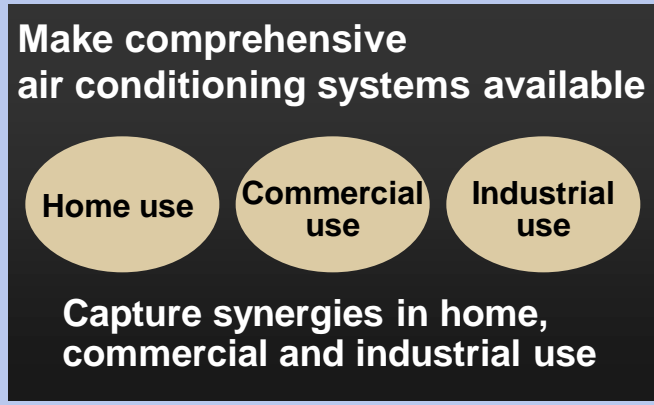 Make comprehensive
air conditioning systems available
Home use
Commercial
use
Industrial
use
Capture synergies in home,
commercial and industrial use